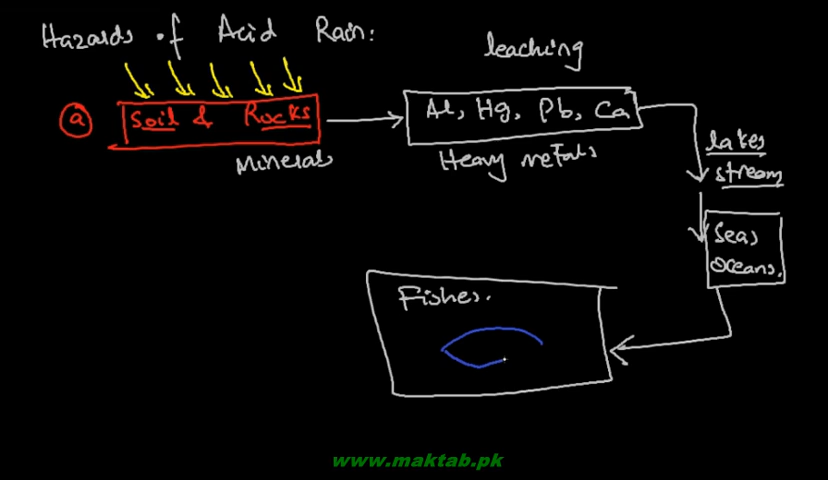 Hazards of Acid Rain:
leaching
a
Soil & Rocks
Al, Hg, Pb, Ca
Minerals
Heavy metals
lakes
stream
Seas
Oceans.
Fishes.
www.maktab.pk